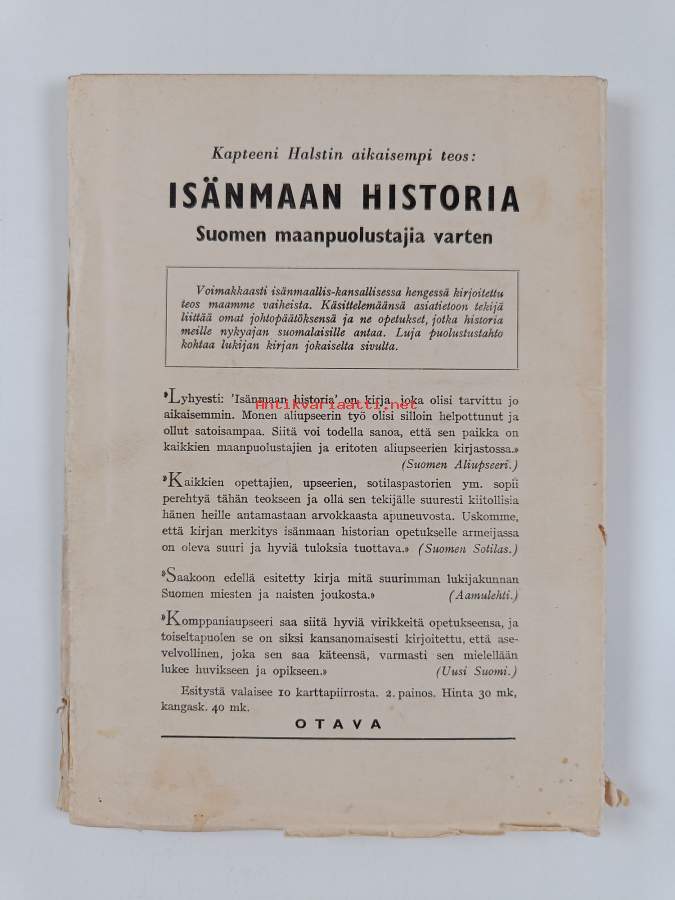 Kapteeni Halstin aikaisempi teos:
ISÄNMAAN HISTORIA
Suomen maanpuolustajia varten
Voimakkaasti isänmaallis-kansallisessa hengessä kirjoitettu
teos maamme vaiheista. Käsittelemäänsä asiatietoon tekijä
liittää omat johtopäätöksensä ja ne opetukset, jotka historia
meille nykyajan suomalaisille antaa. Luja puolustustahto
kohtaa lukijan kirjan jokaiselta sivulta.
»Lyhyesti: 'Isänmaan historia' on kirja, joka olisi tarvittu jo
antikvariaatti.net
aikaisemmin. Monen aliupseerin työ olisi silloin helpottunut ja
ollut satoisampaa. Siitä voi todella sanoa, että sen paikka on
kaikkien maanpuolustajien ja eritoten aliupseerien kirjastossa.»
(Suomen Aliupseeri.)
»Kaikkien opettajien, upseerien, sotilaspastorien ym. sopii
perehtyä tähän teokseen ja olla sen tekijälle suuresti kiitollisia
hänen heille antamastaan arvokkaasta apuneuvosta. Uskomme,
että kirjan merkitys isänmaan historian opetukselle armeijassa
on oleva suuri ja hyviä tuloksia tuottava.» (Suomen Sotilas.)
»Saakoon edellä esitetty kirja mitä suurimman lukijakunnan
Suomen miesten ja naisten joukosta.» (Aamulehti.)
»Komppaniaupseeri saa siitä hyviä virikkeitä opetukseensa, ja
toiseltapuolen se on siksi kansanomaisesti kirjoitettu, että ase-
velvollinen, joka sen saa käteensä, varmasti sen mielellään
lukee huvikseen ja opikseen.» (Uusi Suomi.)
Esitystä valaisee 10 karttapiirrosta. 2. painos. Hinta 30 mk,
kangask. 40 mk.
OTAVA